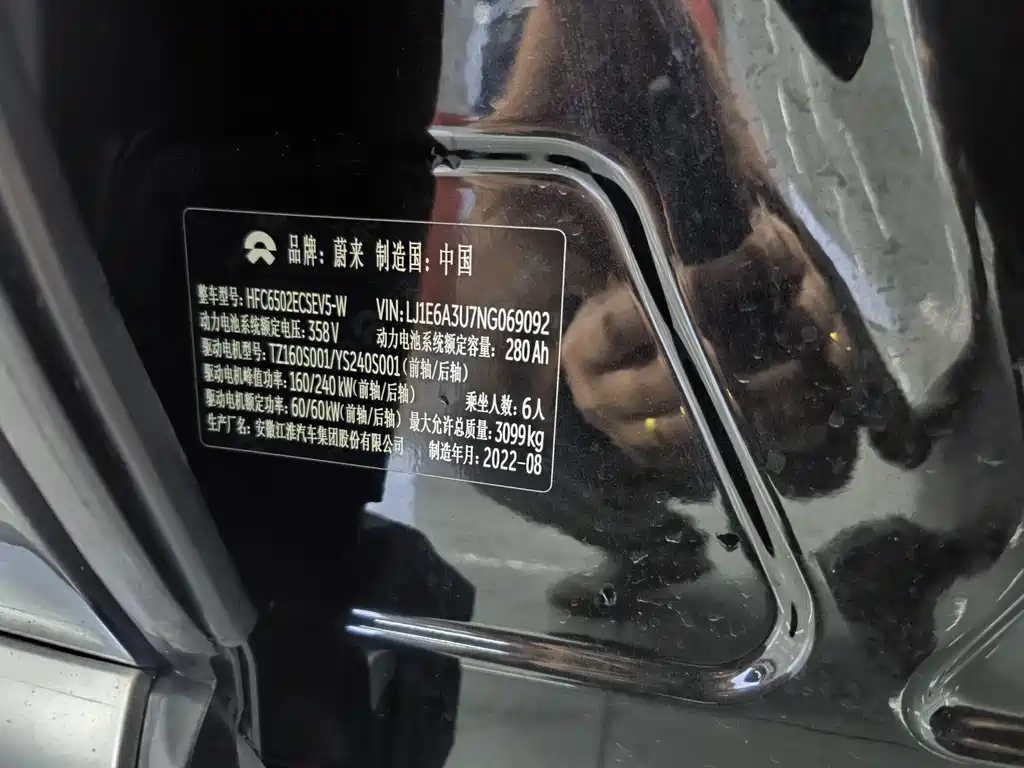 品牌：蔚来 制造国：中国
整车型号：HFC6502ECSEV5-W VIN：LJ1E6A3U7NG069092
动力电池系统额定电压：358V 动力电池系统额定容量：280Ah
驱动电机型号：TZ160S001/YS240S001(前轴/后轴)
驱动电机峰值功率：160/240kW(前轴/后轴) 乘坐人数：6人
驱动电机额定功率：60/60kW(前轴/后轴) 最大允许总质量：3099kg
生产厂名：安徽江淮汽车集团股份有限公司 制造年月：2022-08